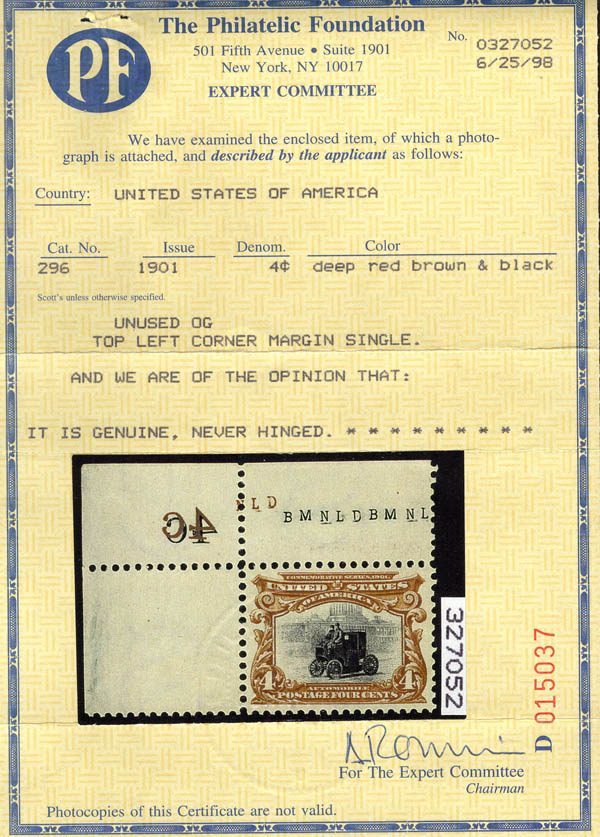 PF
The Philatelic Foundation
501 Fifth Avenue • Suite 1901
New York, NY 10017
EXPERT COMMITTEE
No. 0327052
6/25/98
We have examined the enclosed item, of which a photo-
graph is attached, and described by the applicant as follows:
Country: UNITED STATES OF AMERICA
Cat. No. Issue Denom. Color
296 1901 4¢ deep red brown & black
Scott's unless otherwise specified.
UNUSED OG
TOP LEFT CORNER MARGIN SINGLE.
AND WE ARE OF THE OPINION THAT:
IT IS GENUINE, NEVER HINGED. * * * * * * * * *
4C
NLD
BMNLDBMNL
COMMEMORATIVE SERIES, 1901.
UNITED STATES
OF AMERICA
4 4
AUTOMOBILE
POSTAGE FOUR CENTS
327052
D 015037
For The Expert Committee
Chairman
Photocopies of this Certificate are not valid.